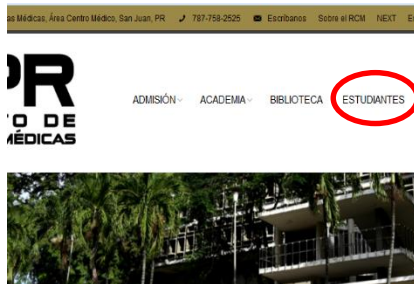 as Médicas, Área Centro Médico, San Juan, PR 787-758-2525 Escríbanos Sobre el RCM NEXT
PR
O DE
MÉDICAS
ADMISIÓN ACADEMIA BIBLIOTECA ESTUDIANTES